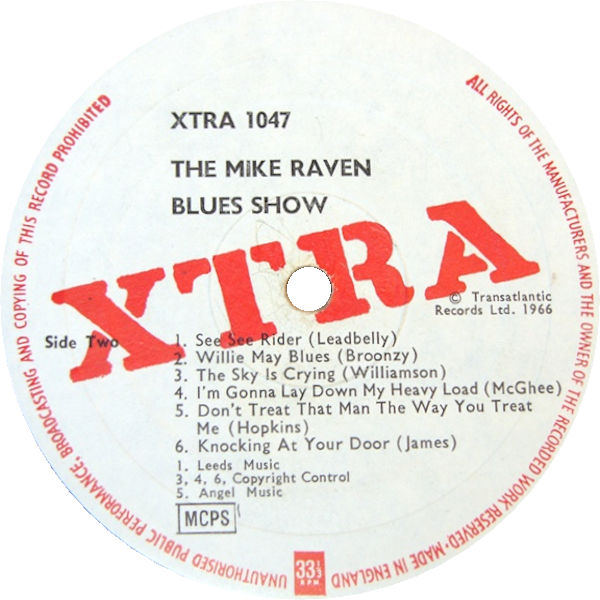 XTRA 1047
THE MIKE RAVEN
BLUES SHOW
XTRA
© Transatlantic
Records Ltd. 1966
Side Two
1. See See Rider (Leadbelly)
2. Willie May Blues (Broonzy)
3. The Sky Is Crying (Williamson)
4. I'm Gonna Lay Down My Heavy Load (McGhee)
5. Don't Treat That Man The Way You Treat
Me (Hopkins)
6. Knocking At Your Door (James)
1. Leeds Music
3, 4, 6, Copyright Control
5. Angel Music
MCPS
33⅓
RPM
ALL RIGHTS OF THE MANUFACTURERS AND THE OWNER OF THE RECORDED WORK RESERVED · MADE IN ENGLAND
UNAUTHORISED PUBLIC PERFORMANCE, BROADCASTING AND COPYING OF THIS RECORD PROHIBITED